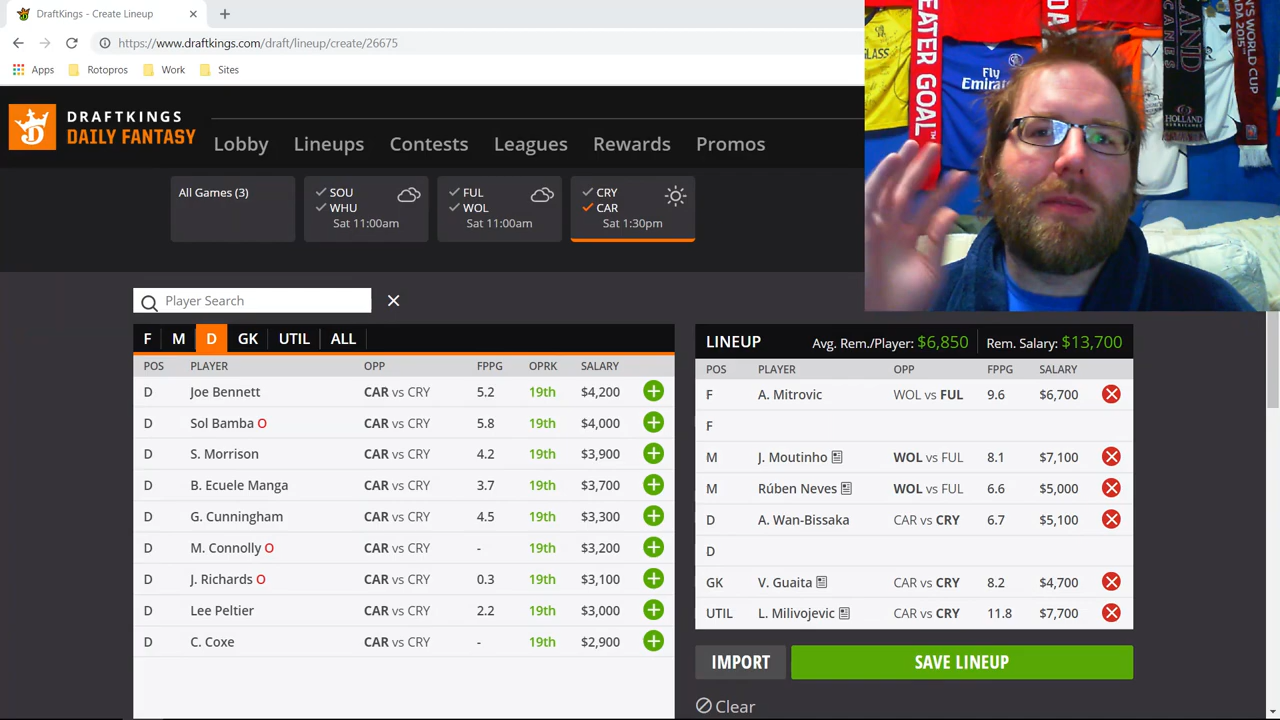 DraftKings - Create Lineup
https://www.draftkings.com/draft/lineup/create/26675
Apps Rotopros Work Sites
DRAFTKINGS
DAILY FANTASY
Lobby Lineups Contests Leagues Rewards Promos
All Games (3)
SOU
WHU
Sat 11:00am
FUL
WOL
Sat 11:00am
CRY
CAR
Sat 1:30pm
Player Search
F M D GK UTIL ALL
POS PLAYER OPP FPPG OPRK SALARY
D Joe Bennett CAR vs CRY 5.2 19th $4,200
D Sol Bamba O CAR vs CRY 5.8 19th $4,000
D S. Morrison CAR vs CRY 4.2 19th $3,900
D B. Ecuele Manga CAR vs CRY 3.7 19th $3,700
D G. Cunningham CAR vs CRY 4.5 19th $3,300
D M. Connolly O CAR vs CRY - 19th $3,200
D J. Richards O CAR vs CRY 0.3 19th $3,100
D Lee Peltier CAR vs CRY 2.2 19th $3,000
D C. Coxe CAR vs CRY - 19th $2,900
LINEUP Avg. Rem./Player: $6,850 Rem. Salary: $13,700
POS PLAYER OPP FPPG SALARY
F A. Mitrovic WOL vs FUL 9.6 $6,700
F
M J. Moutinho WOL vs FUL 8.1 $7,100
M Rúben Neves WOL vs FUL 6.6 $5,000
D A. Wan-Bissaka CAR vs CRY 6.7 $5,100
D
GK V. Guaita CAR vs CRY 8.2 $4,700
UTIL L. Milivojevic CAR vs CRY 11.8 $7,700
IMPORT SAVE LINEUP
Clear
EATER GOAL
Fly
Emirates
HOLLAND